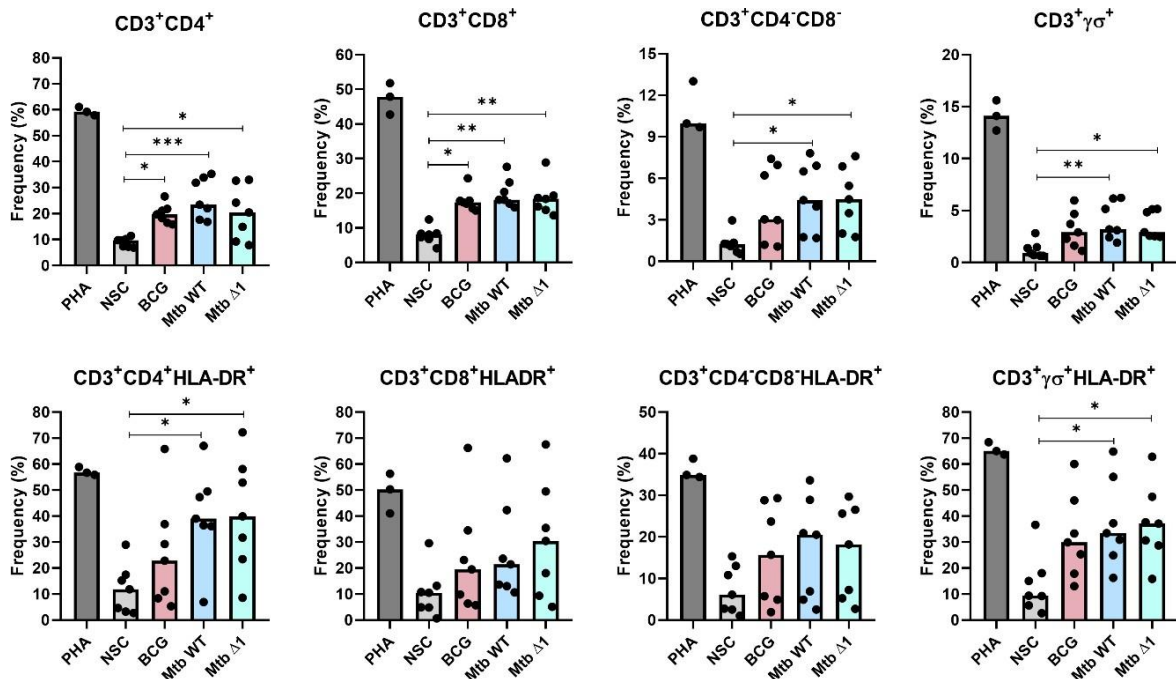 CD3⁺CD4⁺
Frequency (%)
80
70
60
50
40
30
20
10
0
*
***
*
PHA
NSC
BCG
Mtb WT
Mtb Δ1
CD3⁺CD8⁺
Frequency (%)
60
50
40
30
20
10
0
**
**
*
PHA
NSC
BCG
Mtb WT
Mtb Δ1
CD3⁺CD4⁻CD8⁻
Frequency (%)
15
12
9
6
3
0
*
*
PHA
NSC
BCG
Mtb WT
Mtb Δ1
CD3⁺γσ⁺
Frequency (%)
20
15
10
5
0
*
**
PHA
NSC
BCG
Mtb WT
Mtb Δ1
CD3⁺CD4⁺HLA-DR⁺
Frequency (%)
80
70
60
50
40
30
20
10
0
*
*
PHA
NSC
BCG
Mtb WT
Mtb Δ1
CD3⁺CD8⁺HLADR⁺
Frequency (%)
80
70
60
50
40
30
20
10
0
PHA
NSC
BCG
Mtb WT
Mtb Δ1
CD3⁺CD4⁻CD8⁻HLA-DR⁺
Frequency (%)
50
40
30
20
10
0
PHA
NSC
BCG
Mtb WT
Mtb Δ1
CD3⁺γσ⁺HLA-DR⁺
Frequency (%)
80
70
60
50
40
30
20
10
0
*
*
PHA
NSC
BCG
Mtb WT
Mtb Δ1